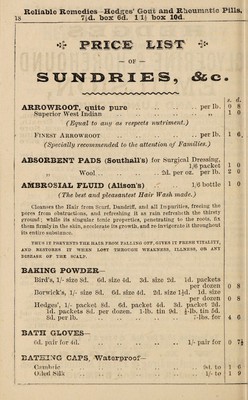 Reliable Remedies—Hedges' Gout and Rheumatic Pills,
18 7½d. box 6d. 1/1½ box 10d.
PRICE LIST
— OF —
SUNDRIES, &c.
s. d.
ARROWROOT, quite pure .. .. per lb. 0 8
Superior West Indian .. .. ,, 1 0
(Equal to any as respects nutriment.)
Finest Arrowroot .. .. .. per lb. 1 6
(Specially recommended to the attention of Families.)
ABSORBENT PADS (Southall's) for Surgical Dressing,
1/6 packet 1 0
,, Wool .. .. 2d. per oz. per lb. 2 6
AMBROSIAL FLUID (Alison's) .. 1/6 bottle 1 0
(The best and pleasantest Hair Wash made.)
Cleanses the Hair from Scurf, Dandriff, and all Impurities, freeing the
pores from obstructions, and refreshing it as rain refresheth the thirsty
ground; while its singular tonic properties, penetrating to the roots, fix
them firmly in the skin, accelerate its growth, and re-invigorate it throughout
its entire substance.
THUS IT PREVENTS THE HAIR FROM FALLING OFF, GIVES IT FRESH VITALITY,
AND RESTORES IT WHEN LOST THROUGH WEAKNESS, ILLNESS, OR ANY
DISEASE OF THE SCALP.
BAKING POWDER—
Bird's, 1/- size 8d. 6d. size 4d. 3d. size 2d. 1d. packets
per dozen 0 8
Borwick's, 1/- size 8d. 6d. size 4d. 2d. size 1½d. 1d. size
per dozen 0 8
Hedges', 1/- packet 8d. 6d. packet 4d. 3d. packet 2d.
1d. packets 8d. per dozen. 1-lb. tin 9d. ½-lb. tin 5d.
8d. per lb. .. .. .. 7-lbs. for 4 6
BATH GLOVES—
6d. pair for 4d. .. .. .. 1/- pair for 0 7½
BATHING CAPS, Waterproof—
Cambric .. .. .. 9d. to 1 6
Oiled Silk .. .. .. 1/- to 1 9